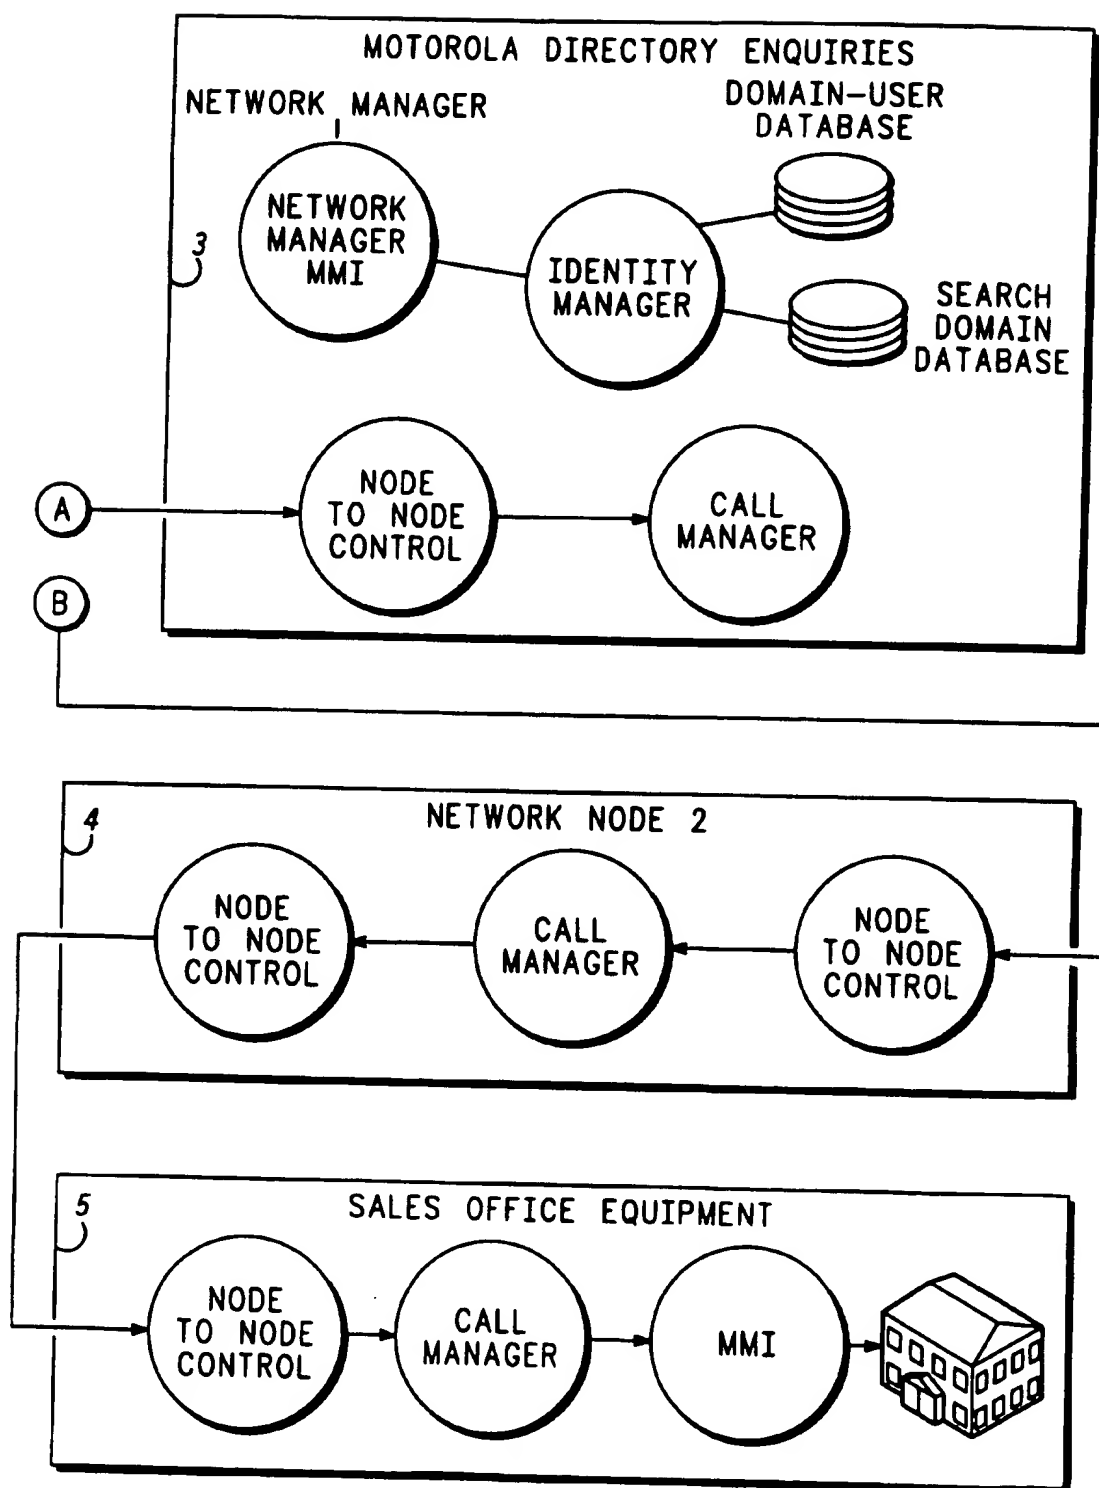 MOTOROLA DIRECTORY ENQUIRIES
NETWORK MANAGER
DOMAIN-USER
DATABASE
NETWORK
MANAGER
MMI
3
IDENTITY
MANAGER
SEARCH
DOMAIN
DATABASE
A
NODE
TO NODE
CONTROL
CALL
MANAGER
B
4
NETWORK NODE 2
NODE
TO NODE
CONTROL
CALL
MANAGER
NODE
TO NODE
CONTROL
5
SALES OFFICE EQUIPMENT
NODE
TO NODE
CONTROL
CALL
MANAGER
MMI